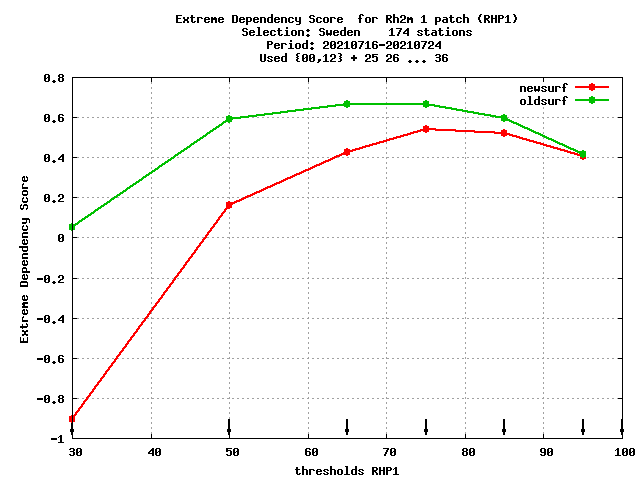 Extreme Dependency Score  for Rh2m 1 patch (RHP1)
Selection: Sweden    174 stations
Period: 20210716-20210724
Used {00,12} + 25 26 ... 36
newsurf
oldsurf
0.8
0.6
0.4
0.2
0
-0.2
-0.4
-0.6
-0.8
-1
Extreme Dependency Score
30 40 50 60 70 80 90 100
thresholds RHP1